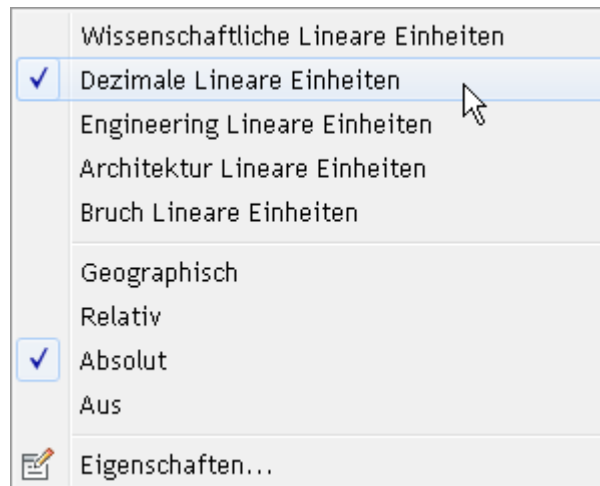 Wissenschaftliche Lineare Einheiten
Dezimale Lineare Einheiten
Engineering Lineare Einheiten
Architektur Lineare Einheiten
Bruch Lineare Einheiten
Geographisch
Relativ
Absolut
Aus
Eigenschaften...